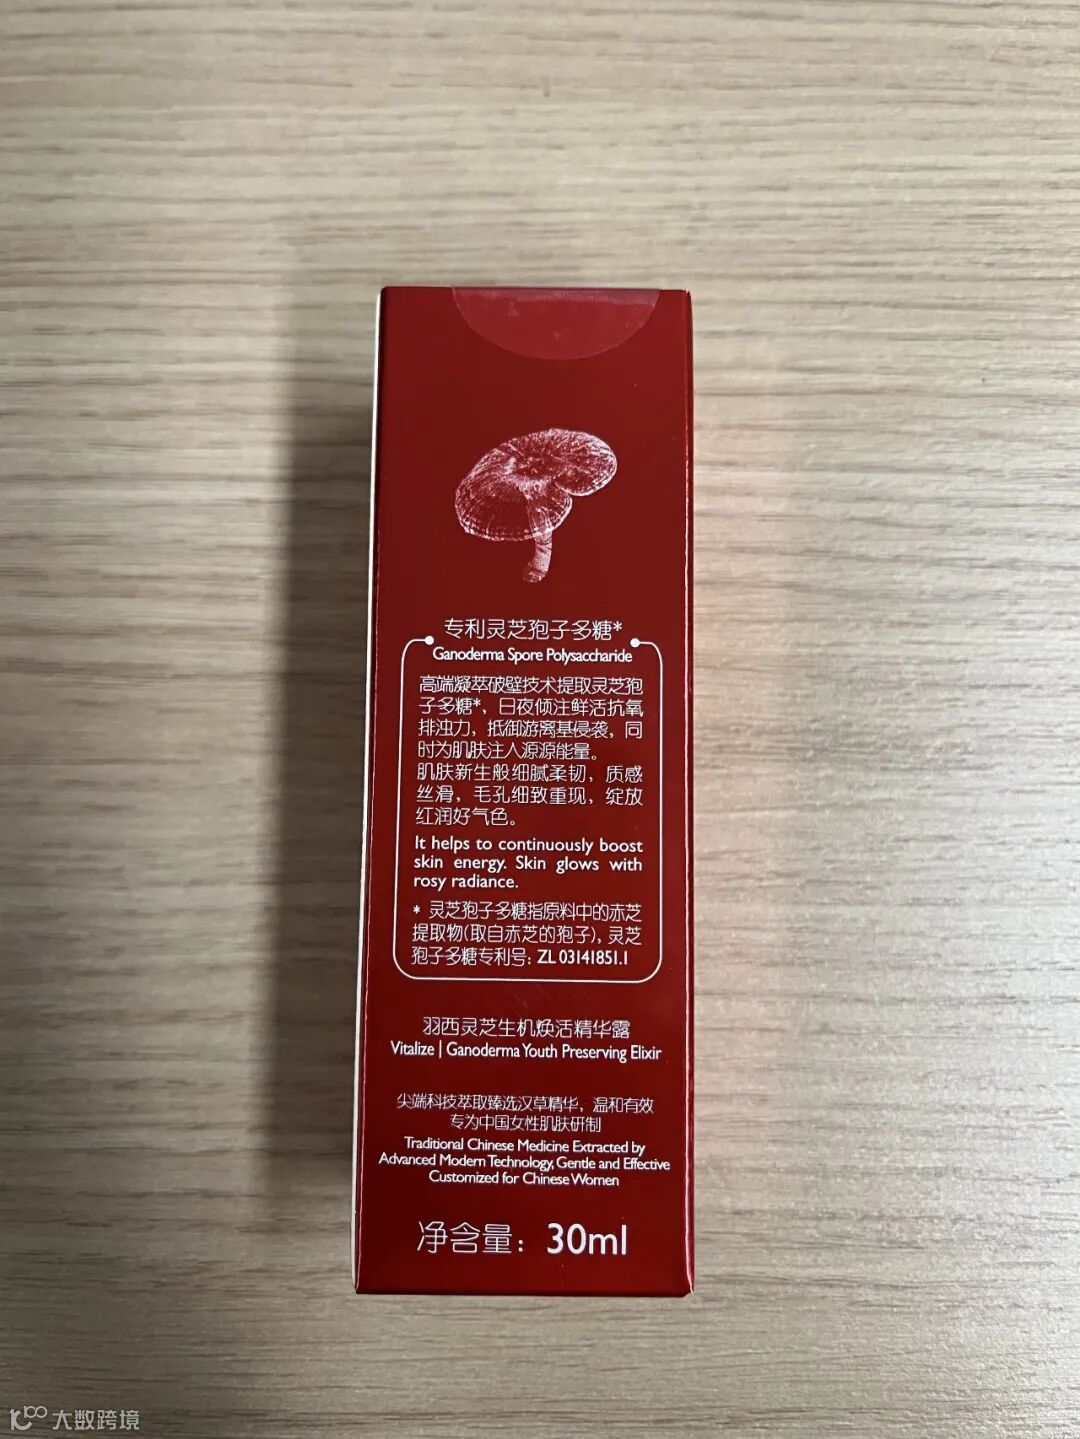 专利灵芝孢子多糖*
Ganoderma Spore Polysaccharide
高端凝萃破壁技术提取灵芝孢
子多糖*，日夜倾注鲜活抗氧
排浊力，抵御游离基侵袭，同
时为肌肤注入源源能量。
肌肤新生般细腻柔韧，质感
丝滑，毛孔细致重现，绽放
红润好气色。
It helps to continuously boost
skin energy. Skin glows with
rosy radiance.
* 灵芝孢子多糖指原料中的赤芝
提取物(取自赤芝的孢子)，灵芝
孢子多糖专利号：ZL 03141851.1
羽西灵芝生机焕活精华露
Vitalize | Ganoderma Youth Preserving Elixir
尖端科技萃取臻选汉草精华，温和有效
专为中国女性肌肤研制
Traditional Chinese Medicine Extracted by
Advanced Modern Technology, Gentle and Effective
Customized for Chinese Women
净含量：30ml
大数跨境